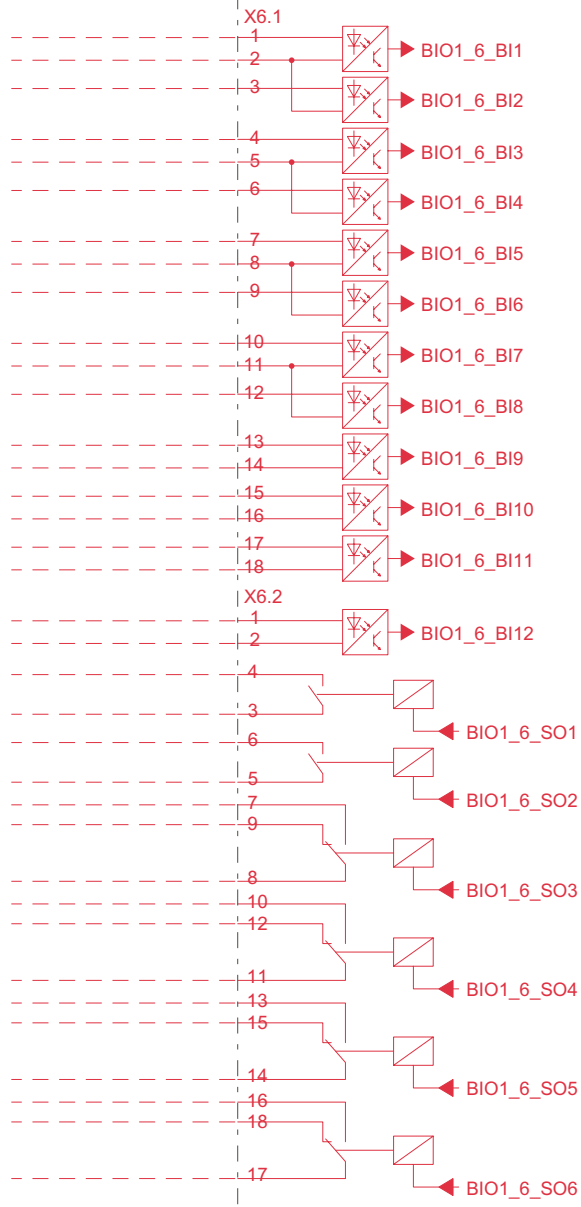 X6.1
1
BIO1_6_BI1
2
3
BIO1_6_BI2
4
BIO1_6_BI3
5
6
BIO1_6_BI4
7
BIO1_6_BI5
8
9
BIO1_6_BI6
10
BIO1_6_BI7
11
12
BIO1_6_BI8
13
BIO1_6_BI9
14
15
BIO1_6_BI10
16
17
BIO1_6_BI11
18
X6.2
1
BIO1_6_BI12
2
4
3
BIO1_6_SO1
6
5
BIO1_6_SO2
7
9
8
BIO1_6_SO3
10
12
11
BIO1_6_SO4
13
15
14
BIO1_6_SO5
16
18
17
BIO1_6_SO6